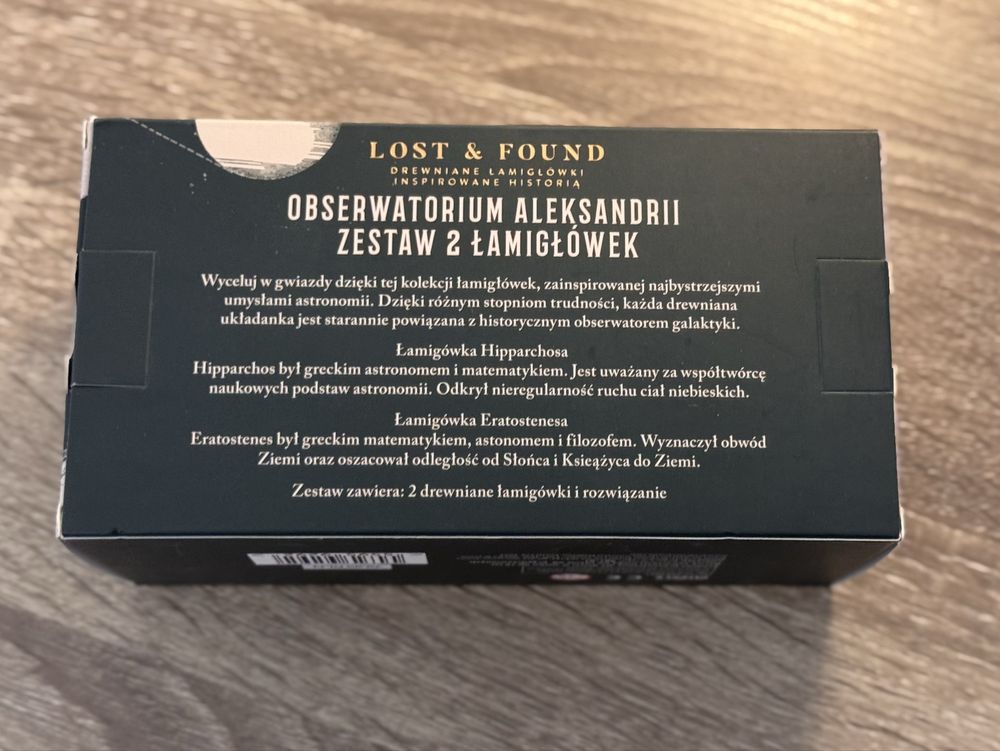 LOST & FOUND
DREWNIANE ŁAMIGŁÓWKI
INSPIROWANE HISTORIĄ
OBSERWATORIUM ALEKSANDRII
ZESTAW 2 ŁAMIGŁÓWEK
Wyceluj w gwiazdy dzięki tej kolekcji łamigłówek, zainspirowanej najbystrzejszymi
umysłami astronomii. Dzięki różnym stopniom trudności, każda drewniana
układanka jest starannie powiązana z historycznym obserwatorem galaktyki.
Łamigówka Hipparchosa
Hipparchos był greckim astronomem i matematykiem. Jest uważany za współtwórcę
naukowych podstaw astronomii. Odkrył nieregularność ruchu ciał niebieskich.
Łamigówka Eratostenesa
Eratostenes był greckim matematykiem, astonomem i filozofem. Wyznaczył obwód
Ziemi oraz oszacował odległość od Słońca i Ksieążyca do Ziemi.
Zestaw zawiera: 2 drewniane łamigówki i rozwiązanie
CE